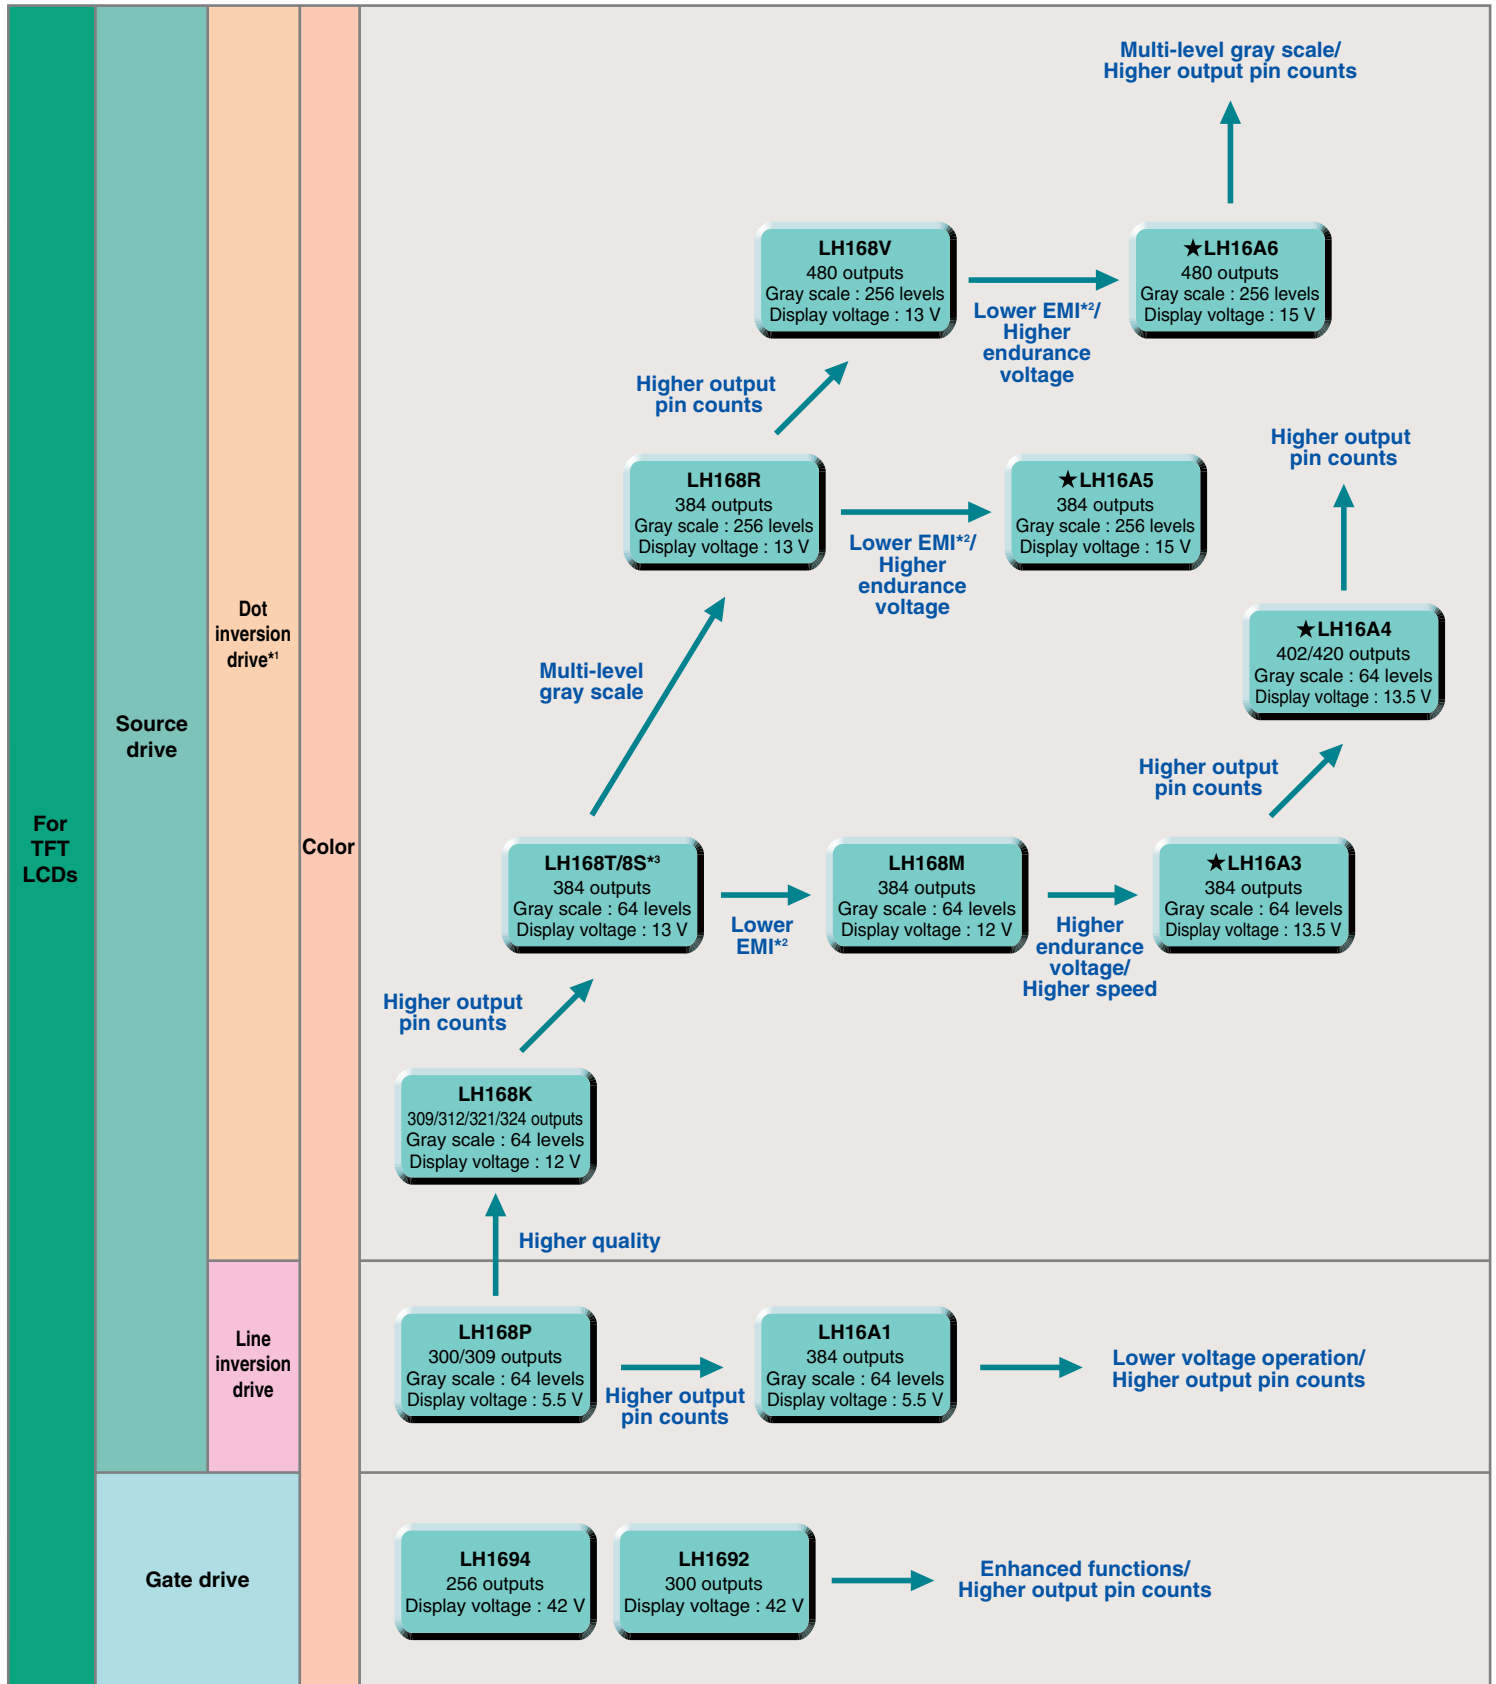 For
TFT
LCDs
Source
drive
Dot
inversion
drive*1
Color
Multi-level gray scale/
Higher output pin counts
LH168V
480 outputs
Gray scale : 256 levels
Display voltage : 13 V
Lower EMI*2/
Higher
endurance
voltage
★LH16A6
480 outputs
Gray scale : 256 levels
Display voltage : 15 V
Higher output
pin counts
LH168R
384 outputs
Gray scale : 256 levels
Display voltage : 13 V
Lower EMI*2/
Higher
endurance
voltage
★LH16A5
384 outputs
Gray scale : 256 levels
Display voltage : 15 V
Higher output
pin counts
★LH16A4
402/420 outputs
Gray scale : 64 levels
Display voltage : 13.5 V
Multi-level
gray scale
Higher output
pin counts
LH168T/8S*3
384 outputs
Gray scale : 64 levels
Display voltage : 13 V
Lower
EMI*2
LH168M
384 outputs
Gray scale : 64 levels
Display voltage : 12 V
Higher
endurance
voltage/
Higher speed
★LH16A3
384 outputs
Gray scale : 64 levels
Display voltage : 13.5 V
Higher output
pin counts
LH168K
309/312/321/324 outputs
Gray scale : 64 levels
Display voltage : 12 V
Higher quality
Line
inversion
drive
LH168P
300/309 outputs
Gray scale : 64 levels
Display voltage : 5.5 V
Higher output
pin counts
LH16A1
384 outputs
Gray scale : 64 levels
Display voltage : 5.5 V
Lower voltage operation/
Higher output pin counts
Gate drive
LH1694
256 outputs
Display voltage : 42 V
LH1692
300 outputs
Display voltage : 42 V
Enhanced functions/
Higher output pin counts